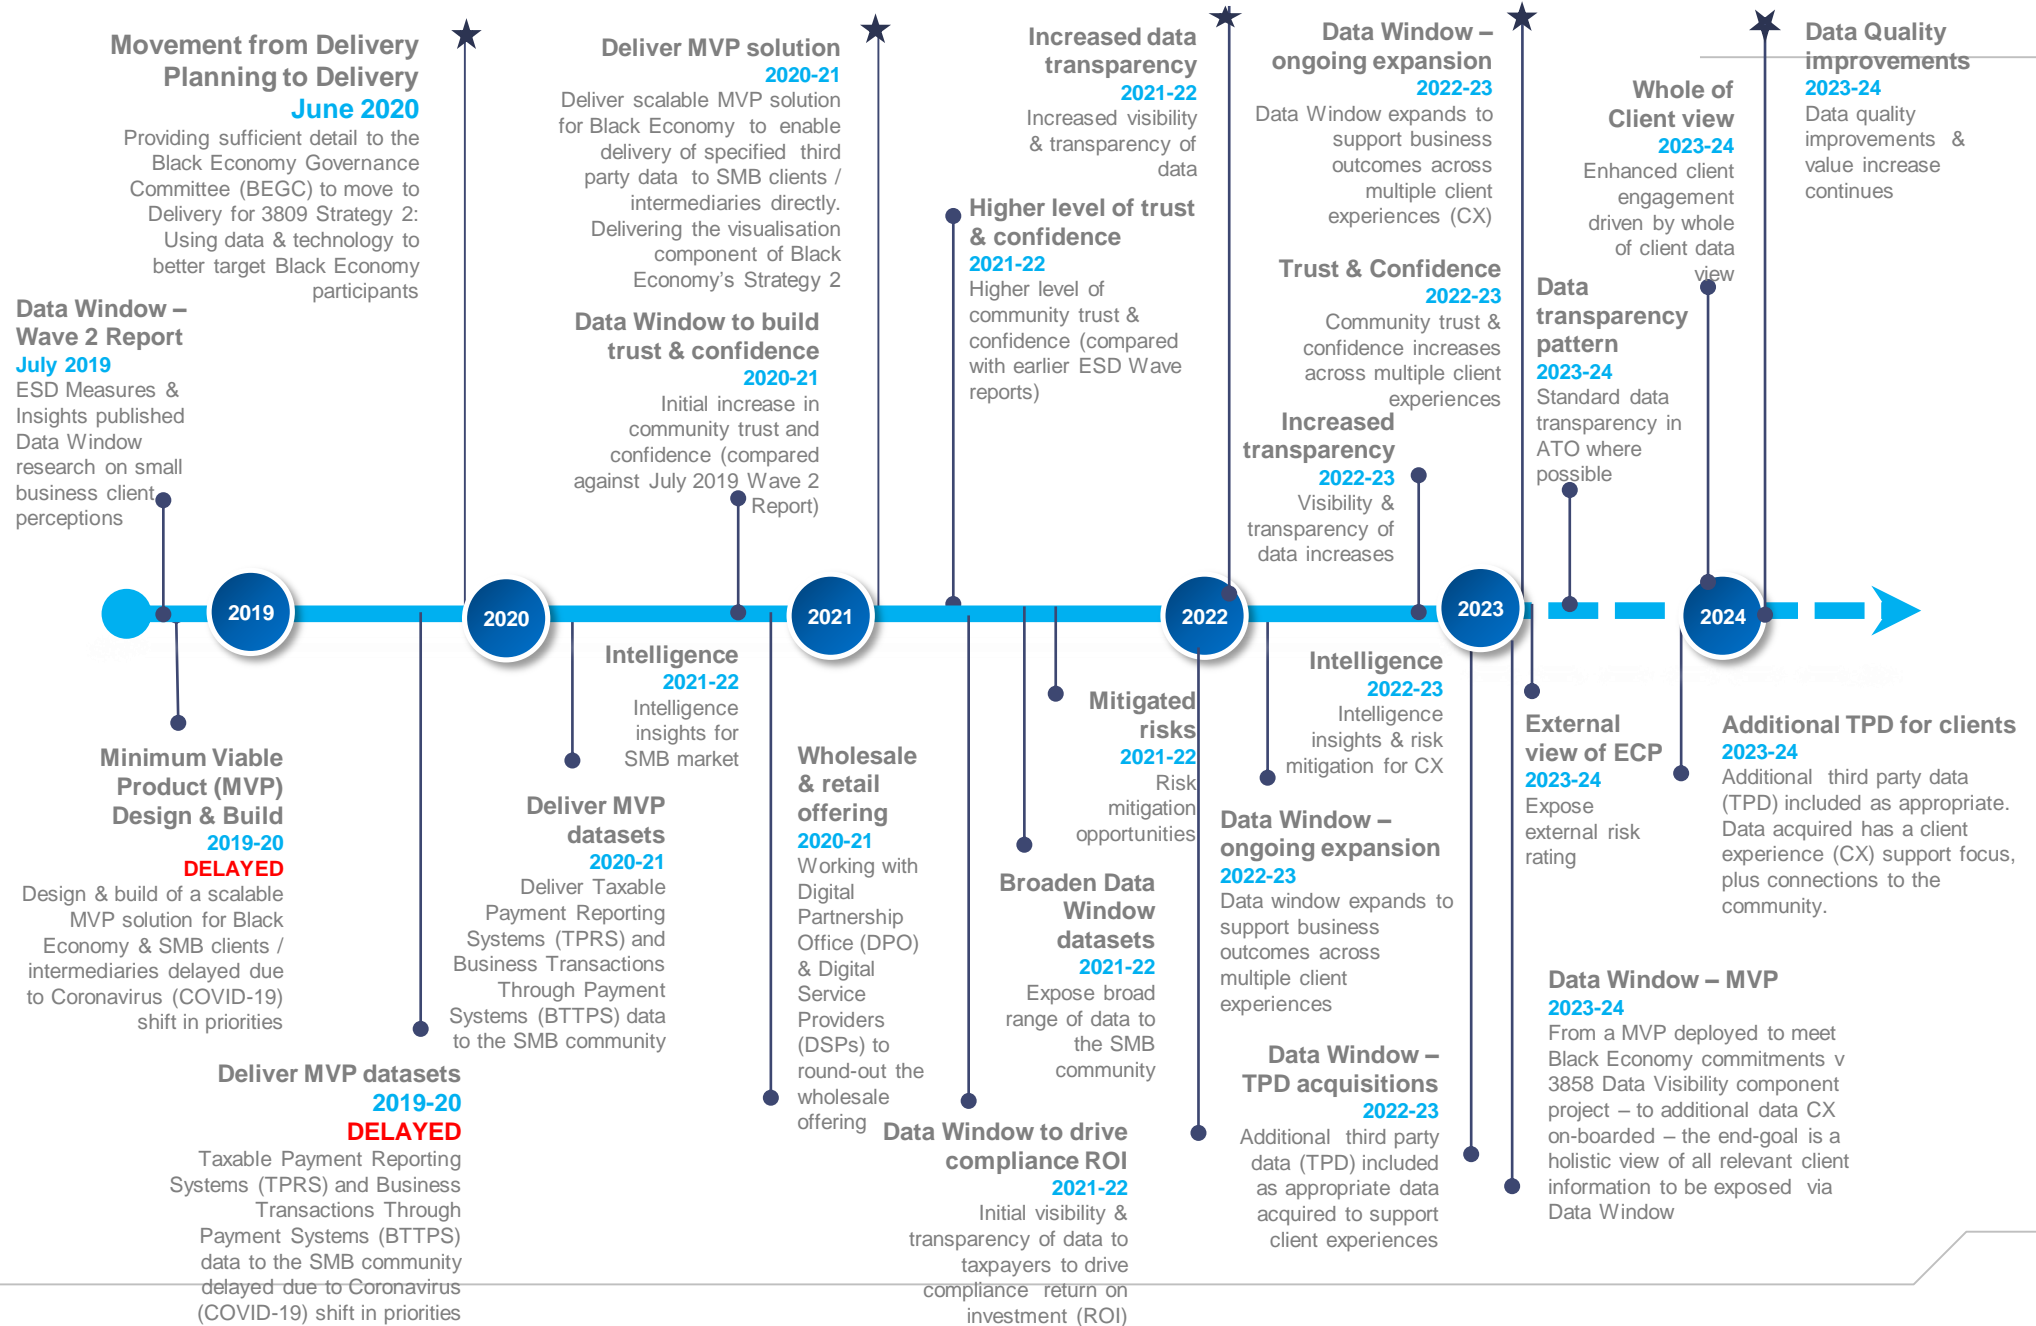 Movement from Delivery
Planning to Delivery
June 2020
Providing sufficient detail to the
Black Economy Governance
Committee (BEGC) to move to
Delivery for 3809 Strategy 2:
Using data & technology to
better target Black Economy
participants
Data Window –
Wave 2 Report
July 2019
ESD Measures &
Insights published
Data Window
research on small
business client
perceptions
Deliver MVP solution
2020-21
Deliver scalable MVP solution
for Black Economy to enable
delivery of specified third
party data to SMB clients /
intermediaries directly.
Delivering the visualisation
component of Black
Economy's Strategy 2
Data Window to build
trust & confidence
2020-21
Initial increase in
community trust and
confidence (compared
against July 2019 Wave 2
Report)
Increased data
transparency
2021-22
Increased visibility
& transparency of
data
Higher level of trust
& confidence
2021-22
Higher level of
community trust &
confidence (compared
with earlier ESD Wave
reports)
Data Window –
ongoing expansion
2022-23
Data Window expands to
support business
outcomes across
multiple client
experiences (CX)
Trust & Confidence
2022-23
Community trust &
confidence increases
across multiple client
experiences
Increased
transparency
2022-23
Visibility &
transparency of
data increases
Whole of
Client view
2023-24
Enhanced client
engagement
driven by whole
of client data
view
Data
transparency
pattern
2023-24
Standard data
transparency in
ATO where
possible
Data Quality
improvements
2023-24
Data quality
improvements &
value increase
continues
2019
2020
2021
2022
2023
2024
Minimum Viable
Product (MVP)
Design & Build
2019-20
DELAYED
Design & build of a scalable
MVP solution for Black
Economy & SMB clients /
intermediaries delayed due
to Coronavirus (COVID-19)
shift in priorities
Deliver MVP datasets
2019-20
DELAYED
Taxable Payment Reporting
Systems (TPRS) and Business
Transactions Through
Payment Systems (BTTPS)
data to the SMB community
delayed due to Coronavirus
(COVID-19) shift in priorities
Intelligence
2021-22
Intelligence
insights for
SMB market
Deliver MVP
datasets
2020-21
Deliver Taxable
Payment Reporting
Systems (TPRS) and
Business Transactions
Through Payment
Systems (BTTPS) data
to the SMB community
Wholesale
& retail
offering
2020-21
Working with
Digital
Partnership
Office (DPO)
& Digital
Service
Providers
(DSPs) to
round-out the
wholesale
offering
Mitigated
risks
2021-22
Risk
mitigation
opportunities
Broaden Data
Window
datasets
2021-22
Expose broad
range of data to
the SMB
community
Data Window to drive
compliance ROI
2021-22
Initial visibility &
transparency of data to
taxpayers to drive
compliance return on
investment (ROI)
Intelligence
2022-23
Intelligence
insights & risk
mitigation for CX
Data Window –
ongoing expansion
2022-23
Data window expands to
support business
outcomes across
multiple client
experiences
Data Window –
TPD acquisitions
2022-23
Additional third party
data (TPD) included
as appropriate data
acquired to support
client experiences
External
view of ECP
2023-24
Expose
external risk
rating
Additional TPD for clients
2023-24
Additional third party data
(TPD) included as appropriate.
Data acquired has a client
experience (CX) support focus,
plus connections to the
community.
Data Window – MVP
2023-24
From a MVP deployed to meet
Black Economy commitments v
3858 Data Visibility component
project – to additional data CX
on-boarded – the end-goal is a
holistic view of all relevant client
information to be exposed via
Data Window